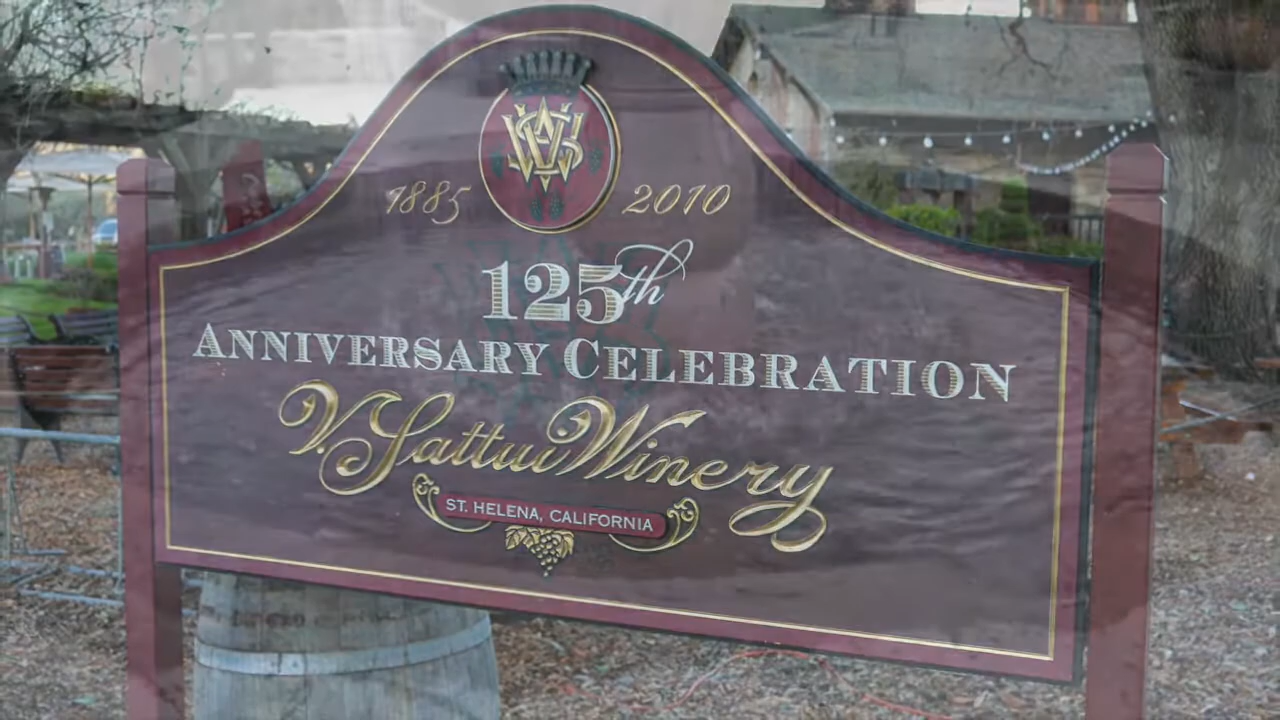 1885 2010
125th
ANNIVERSARY CELEBRATION
V. Sattui Winery
ST. HELENA, CALIFORNIA